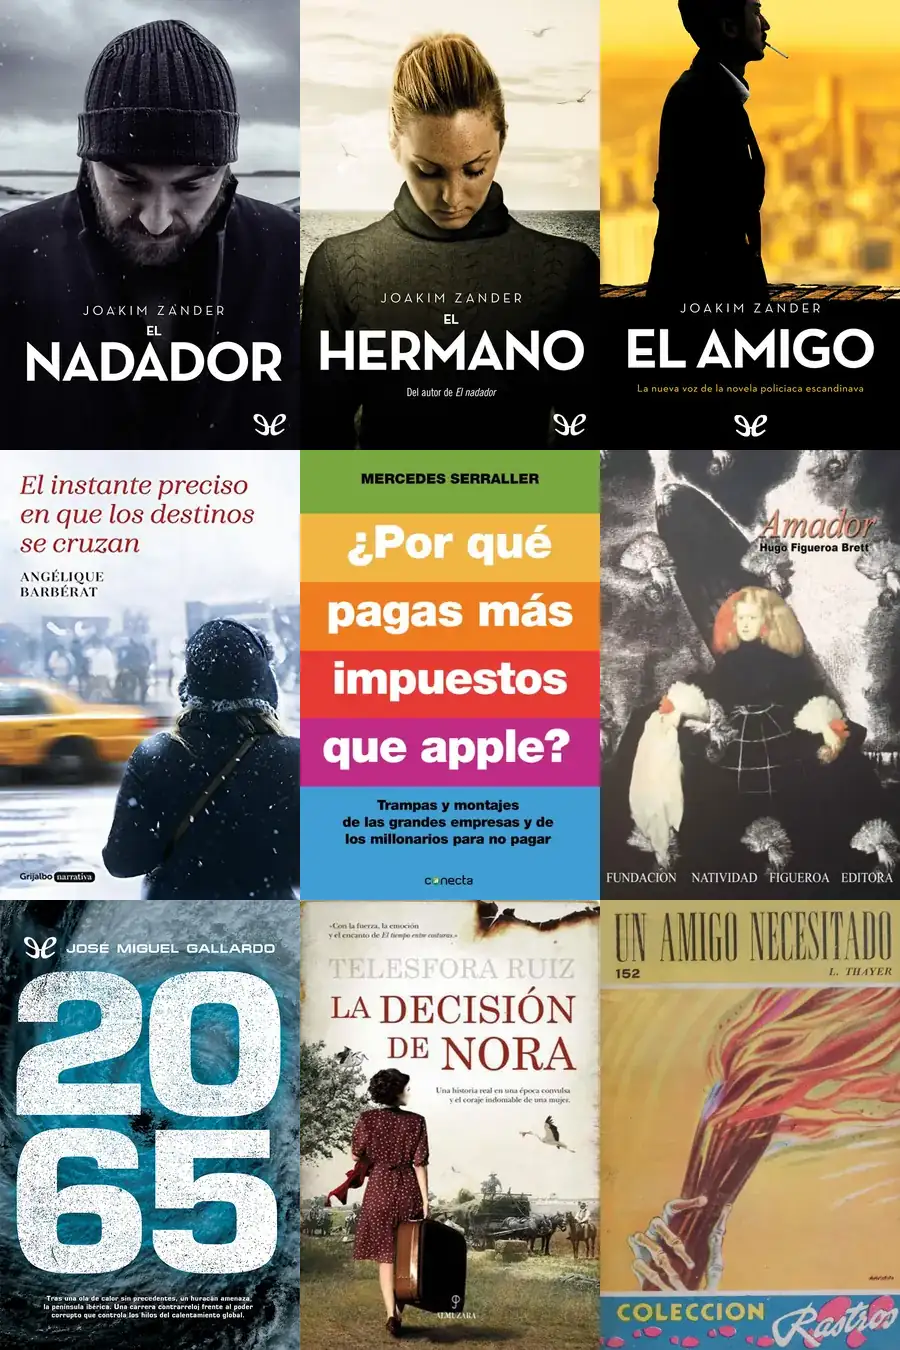 JOAKIM ZANDER
EL
NADADOR
JOAKIM ZANDER
EL
HERMANO
Del autor de El nadador
JOAKIM ZANDER
EL AMIGO
La nueva voz de la novela policiaca escandinava
El instante preciso
en que los destinos
se cruzan
ANGÉLIQUE
BARBÉRAT
Grijalbo narrativa
MERCEDES SERRALLER
¿Por qué
pagas más
impuestos
que apple?
Trampas y montajes
de las grandes empresas y de
los millonarios para no pagar
conecta
Amador
Hugo Figueroa Brett
FUNDACION NATIVIDAD FIGUEROA EDITORA
JOSÉ MIGUEL GALLARDO
20
65
Tras una ola de calor sin precedentes, un huracán amenaza
la península ibérica. Una carrera contrarreloj frente al poder
corrupto que controla los hilos del calentamiento global.
«Con la fuerza, la emoción
y el encanto de El tiempo entre costuras.»
TELESFORA RUIZ
LA DECISIÓN
DE NORA
Una historia real en una época convulsa
y el coraje indomable de una mujer.
ALMUZARA
UN AMIGO NECESITADO
152
L. THAYER
COLECCION
Rastros